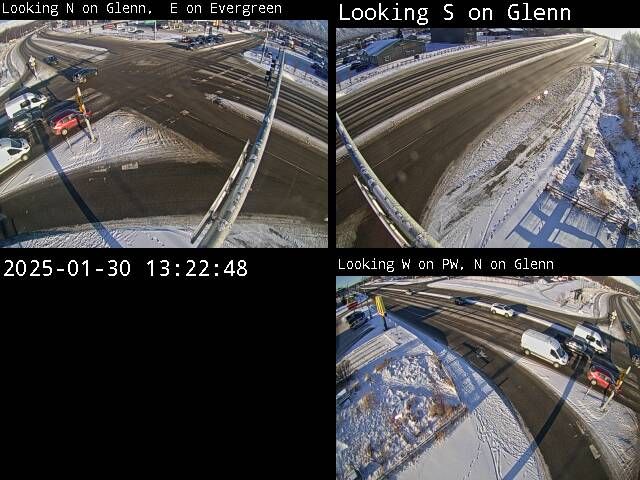 Looking N on Glenn,  E on Evergreen
Looking S on Glenn
2025-01-30 13:22:48
Looking W on PW, N on Glenn